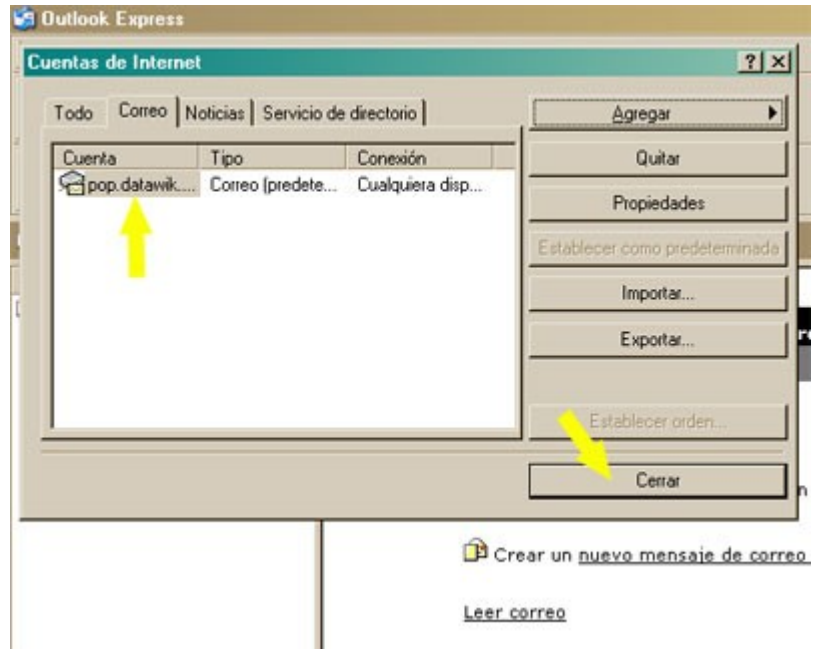 Outlook Express
Cuentas de Internet
Todo Correo Noticias Servicio de directorio
Cuenta Tipo Conexión
pop.datawik.... Correo (predete... Cualquiera disp...
Agregar
Quitar
Propiedades
Establecer como predeterminada
Importar...
Exportar...
Establecer orden...
Cerrar
Crear un nuevo mensaje de correo
Leer correo